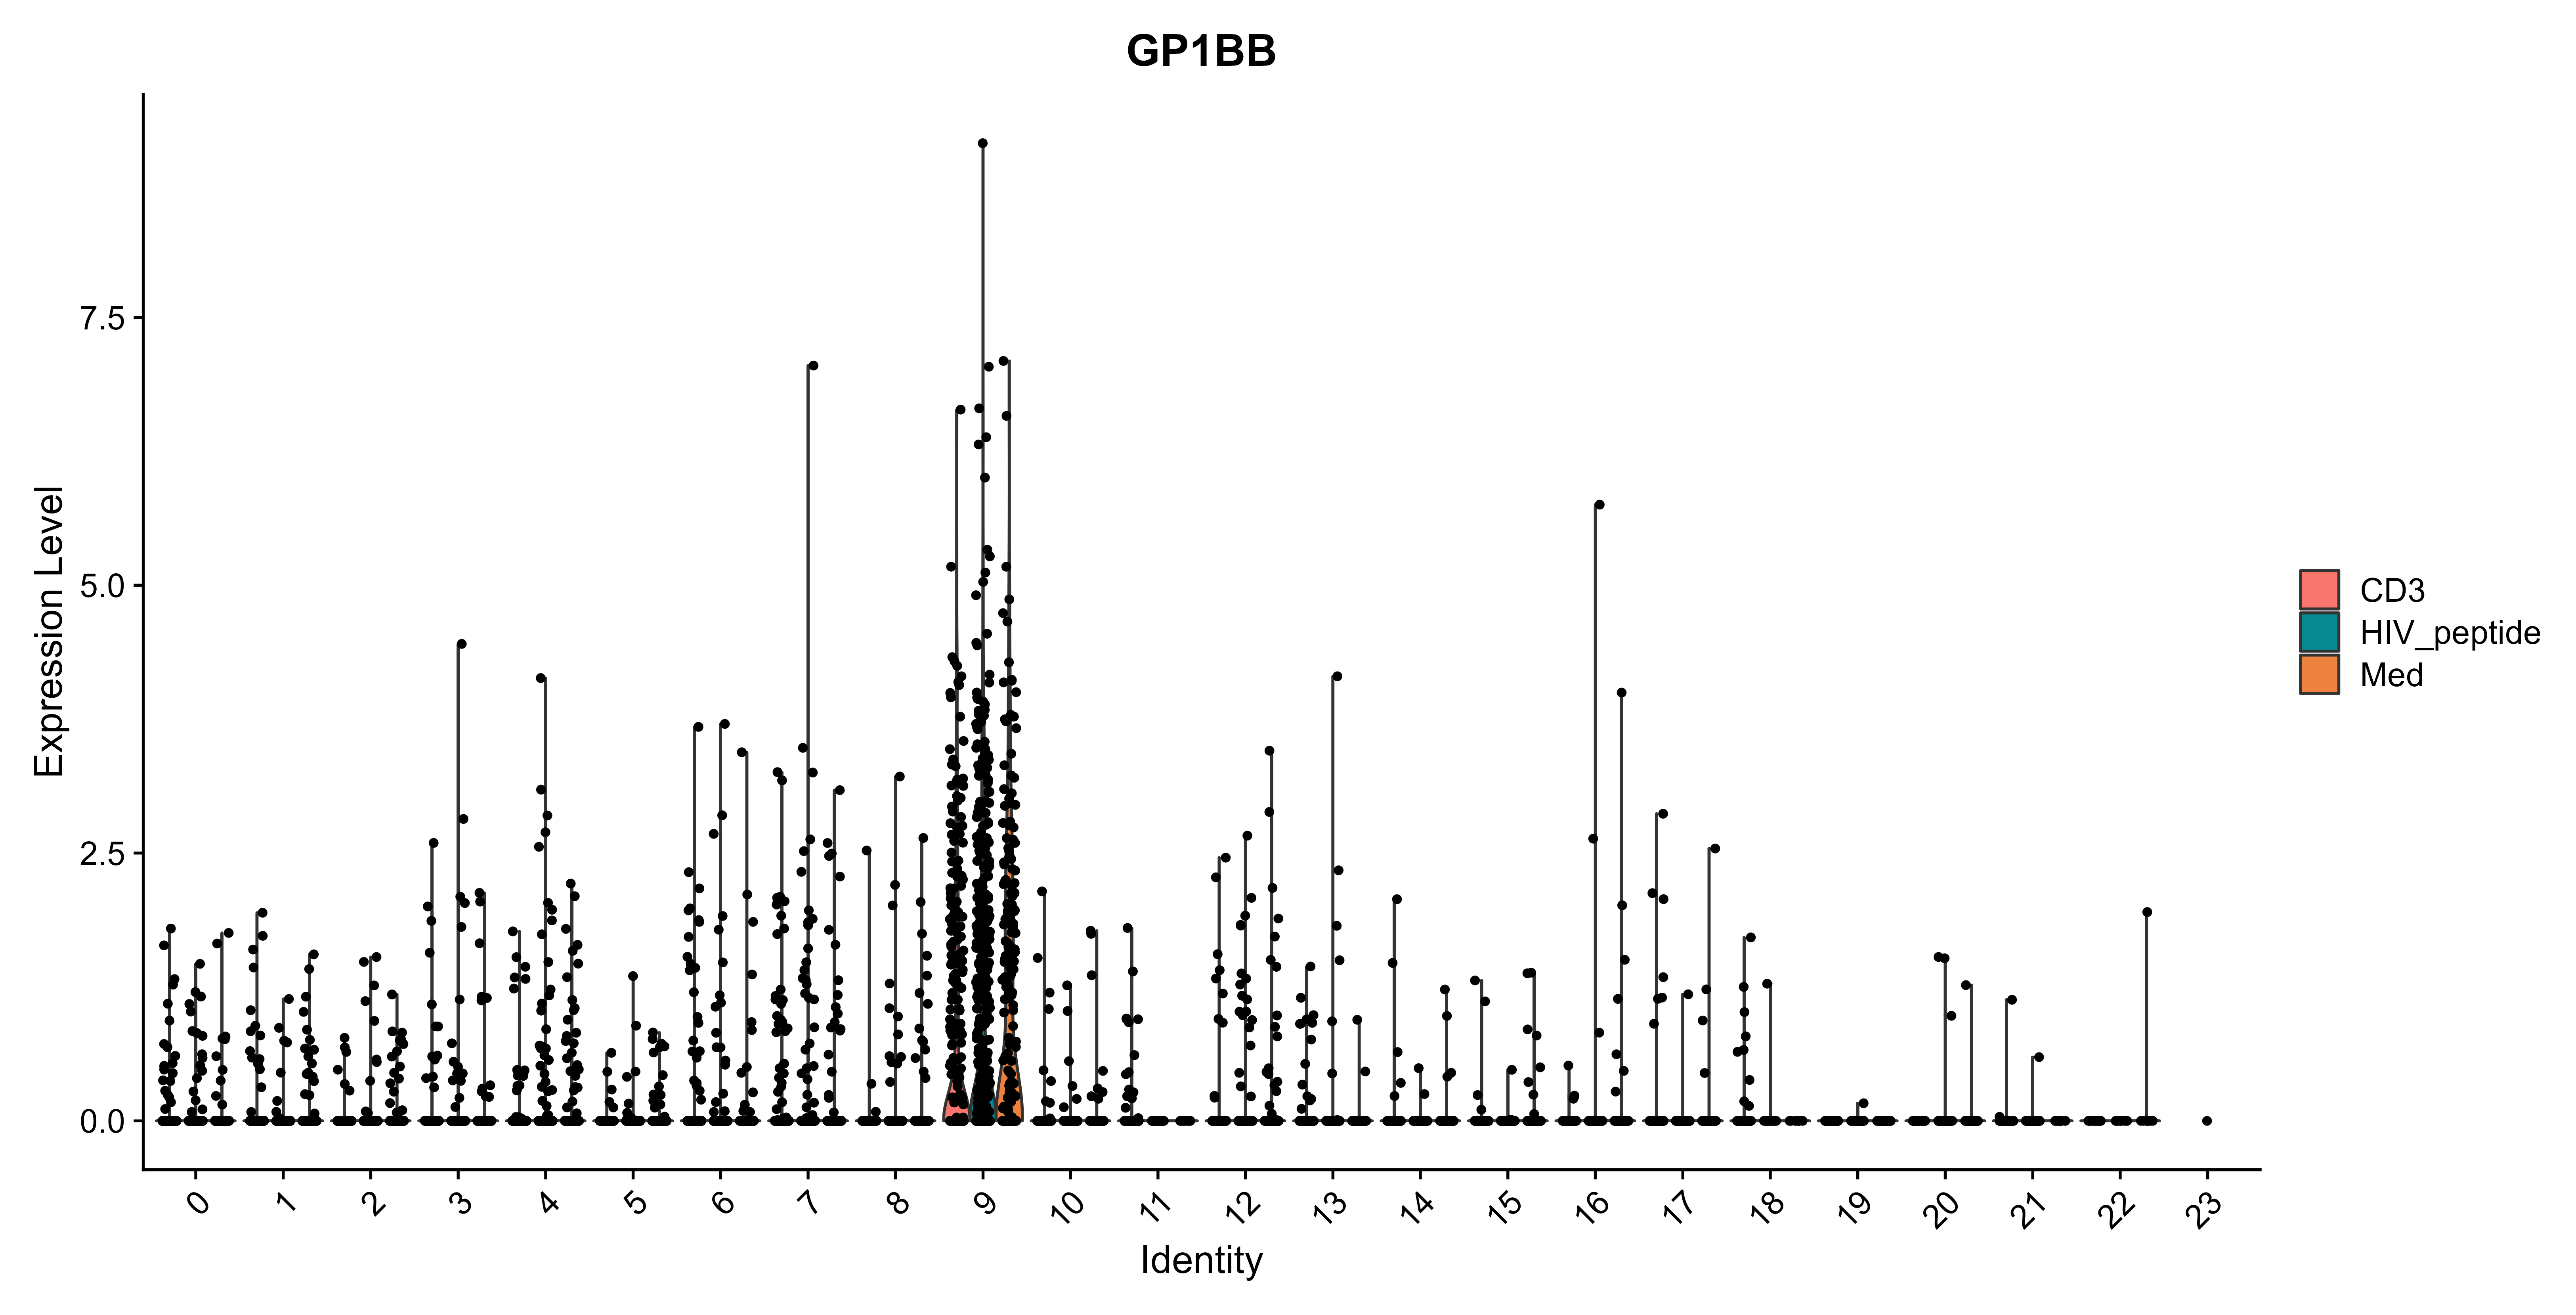 GP1BB
Expression Level
7.5
5.0
2.5
0.0
0 1 2 3 4 5 6 7 8 9 10 11 12 13 14 15 16 17 18 19 20 21 22 23
Identity
CD3
HIV_peptide
Med